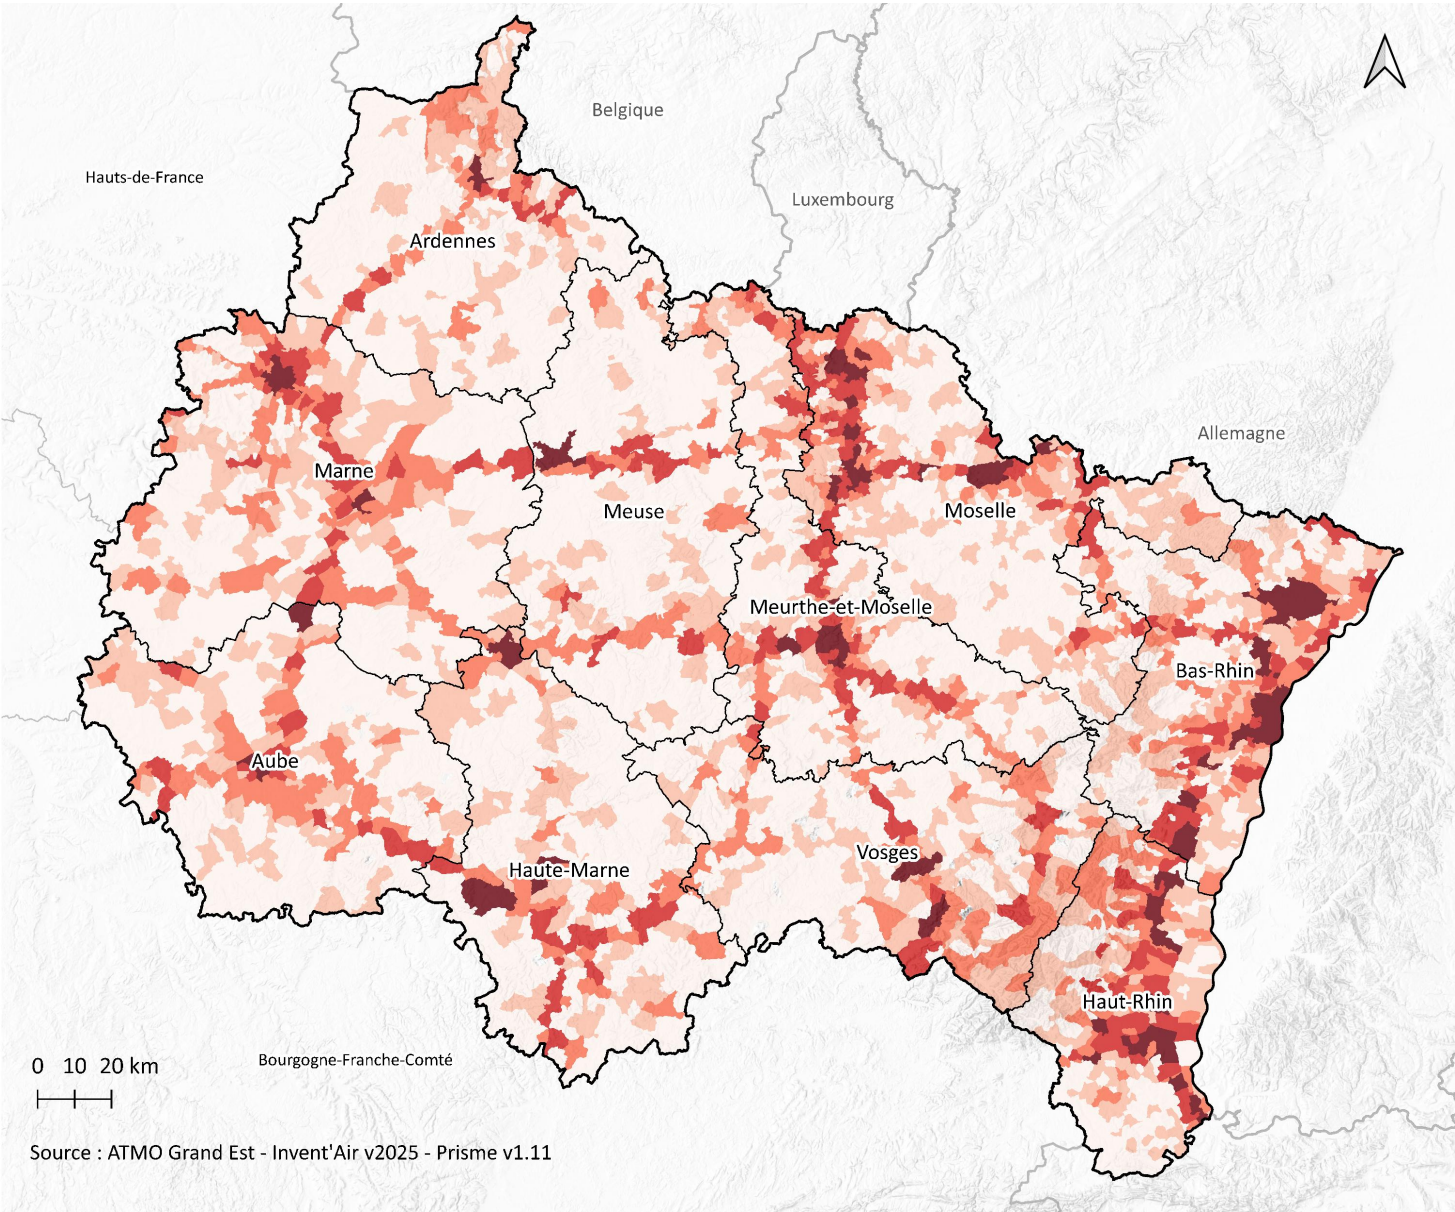 Belgique
Hauts-de-France
Luxembourg
Ardennes
Allemagne
Marne
Meuse
Moselle
Meurthe-et-Moselle
Bas-Rhin
Aube
Vosges
Haute-Marne
Haut-Rhin
Bourgogne-Franche-Comté
0 10 20 km
Source : ATMO Grand Est - Invent'Air v2025 - Prisme v1.11